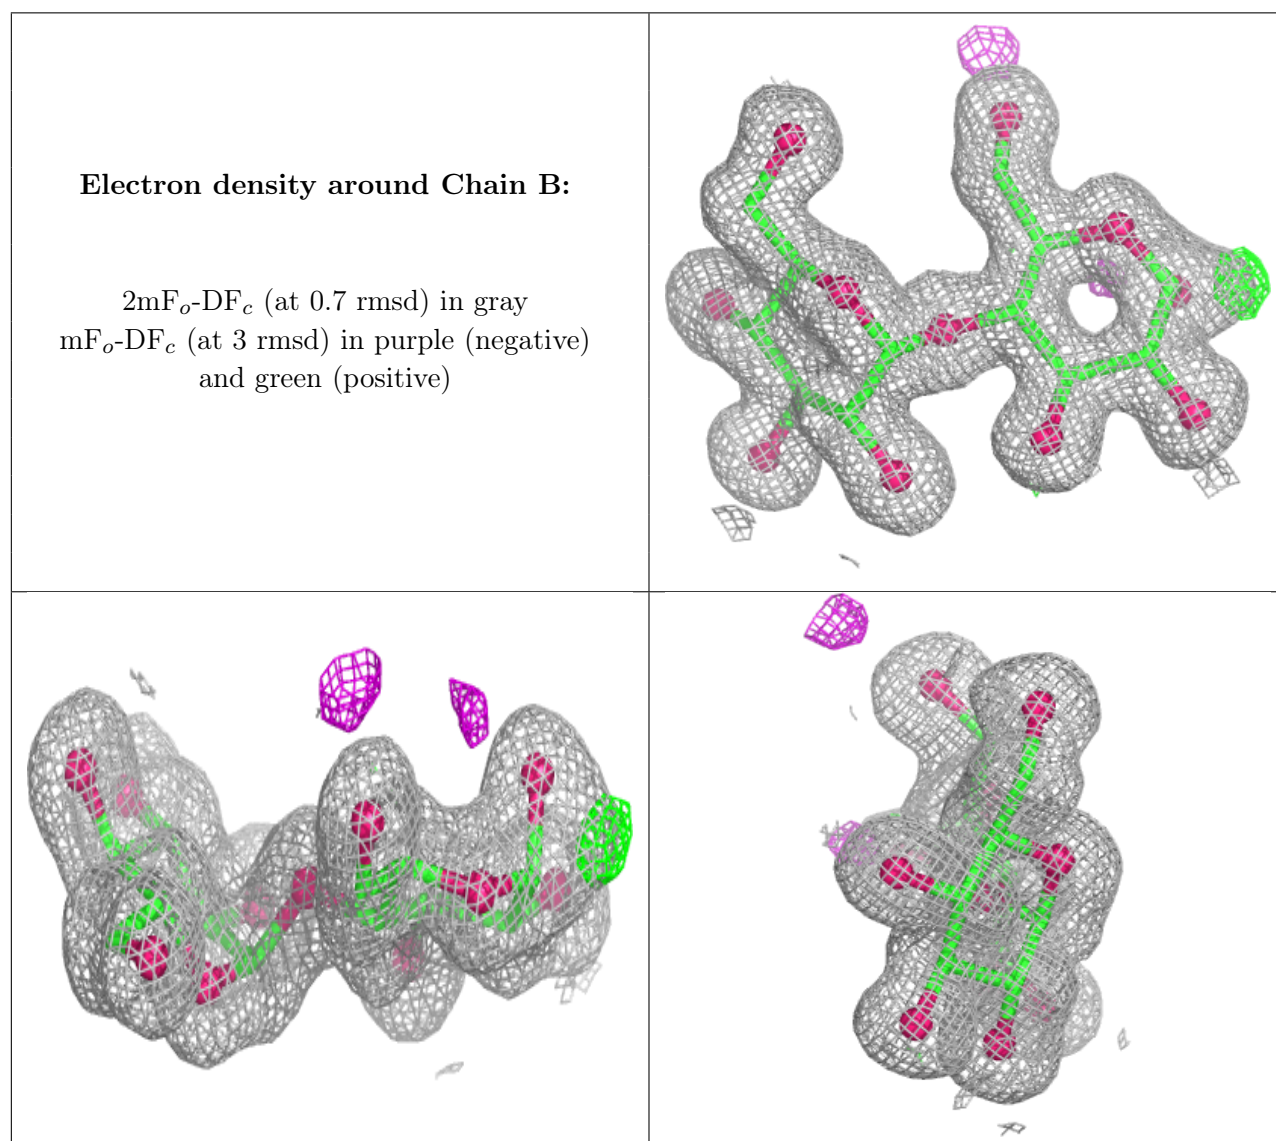 Electron density around Chain B:
2mFo-DFc (at 0.7 rmsd) in gray
mFo-DFc (at 3 rmsd) in purple (negative)
and green (positive)